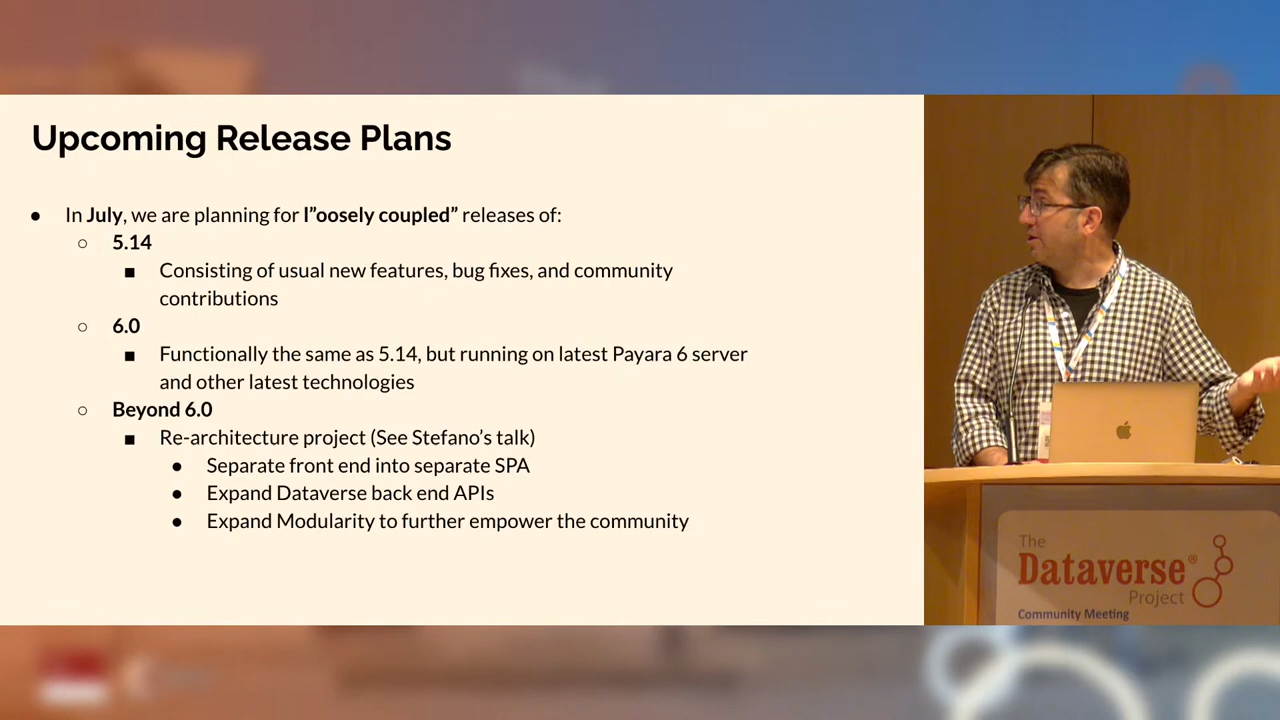 Upcoming Release Plans
● In July, we are planning for l”oosely coupled” releases of:
○ 5.14
■ Consisting of usual new features, bug fixes, and community
contributions
○ 6.0
■ Functionally the same as 5.14, but running on latest Payara 6 server
and other latest technologies
○ Beyond 6.0
■ Re-architecture project (See Stefano’s talk)
● Separate front end into separate SPA
● Expand Dataverse back end APIs
● Expand Modularity to further empower the community
The
Dataverse®
Project
Community Meeting